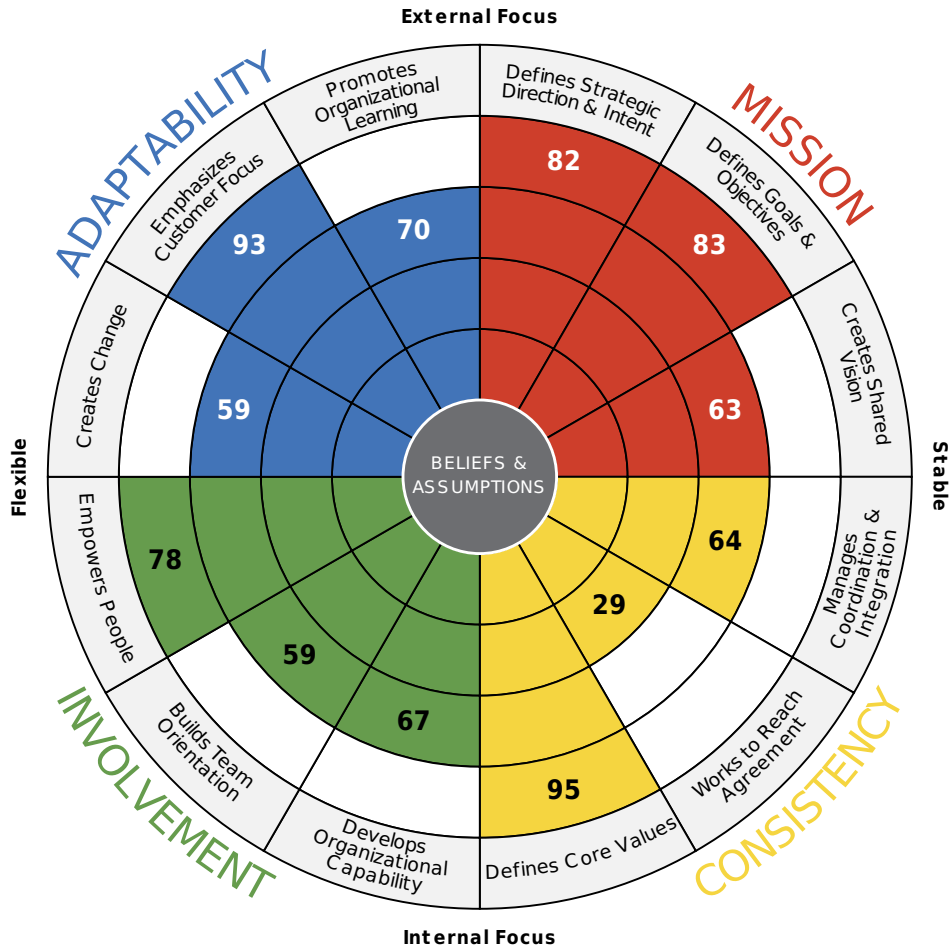 External Focus
ADAPTABILITY
MISSION
Promotes
Organizational
Learning
Defines Strategic
Direction & Intent
Emphasizes
Customer Focus
Defines Goals &
Objectives
82
93
70
83
Creates Change
Creates Shared
Vision
59
63
Flexible
BELIEFS &
ASSUMPTIONS
Stable
Empowers People
78
64
Manages
Coordination &
Integration
29
59
67
Builds Team
Orientation
Works to Reach
Agreement
95
Develops
Organizational
Capability
Defines Core Values
INVOLVEMENT
CONSISTENCY
Internal Focus